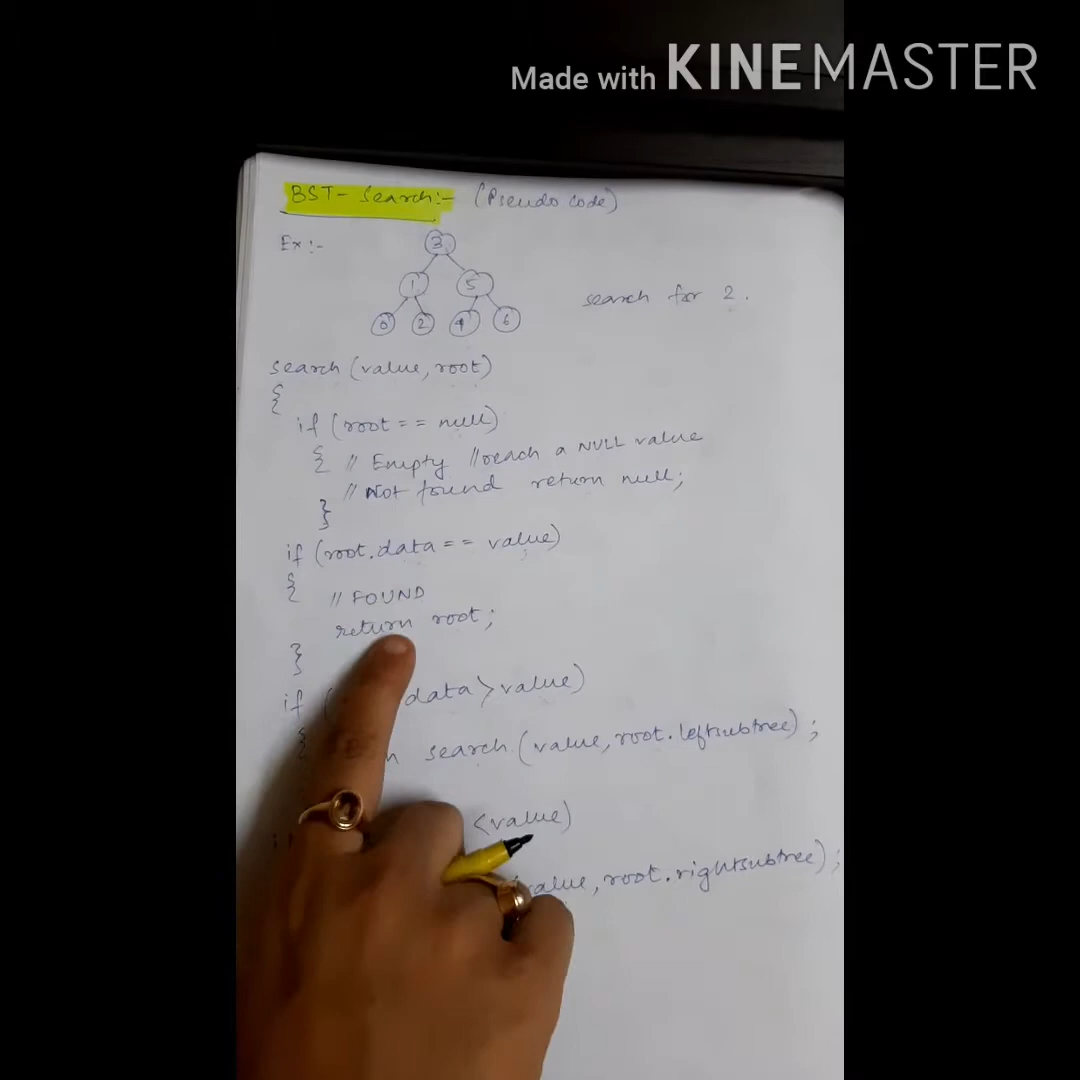 Made with KINEMASTER
BST- Search:- (Pseudo code)
Ex:-
3
1 5
0 2 4 6
search for 2.
search (value, root)
{
if (root == null)
{ // Empty //reach a NULL value
// Not found return null;
}
if (root.data == value)
{ // FOUND
return root;
}
if ( data > value)
{ n search (value, root.leftsubtree);
< value)
(value, root.rightsubtree);